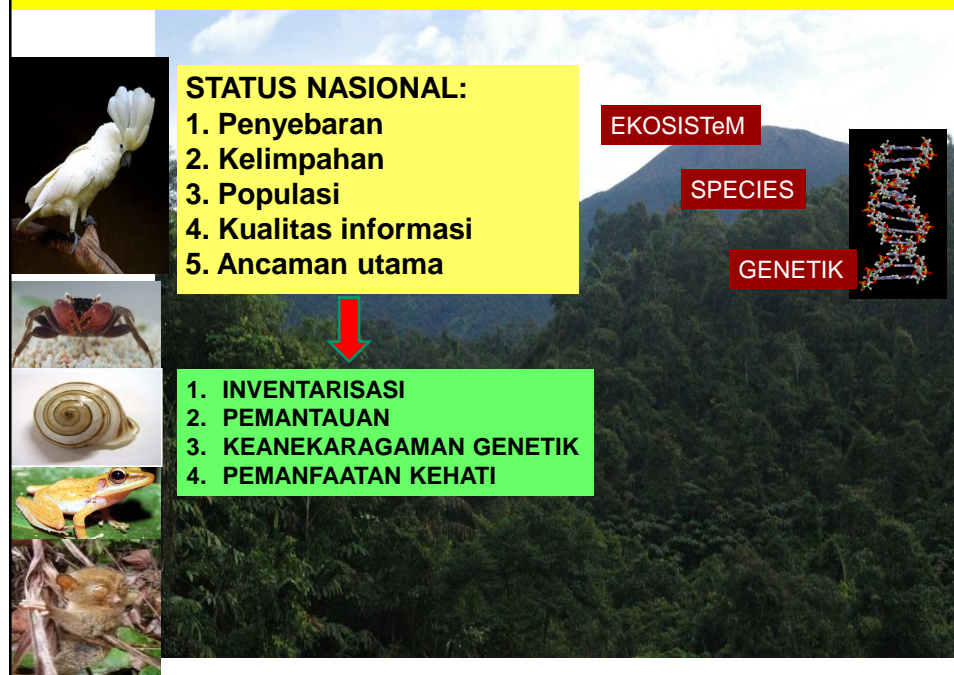 STATUS NASIONAL:
1. Penyebaran
2. Kelimpahan
3. Populasi
4. Kualitas informasi
5. Ancaman utama
EKOSISTeM
SPECIES
GENETIK
1. INVENTARISASI
2. PEMANTAUAN
3. KEANEKARAGAMAN GENETIK
4. PEMANFAATAN KEHATI